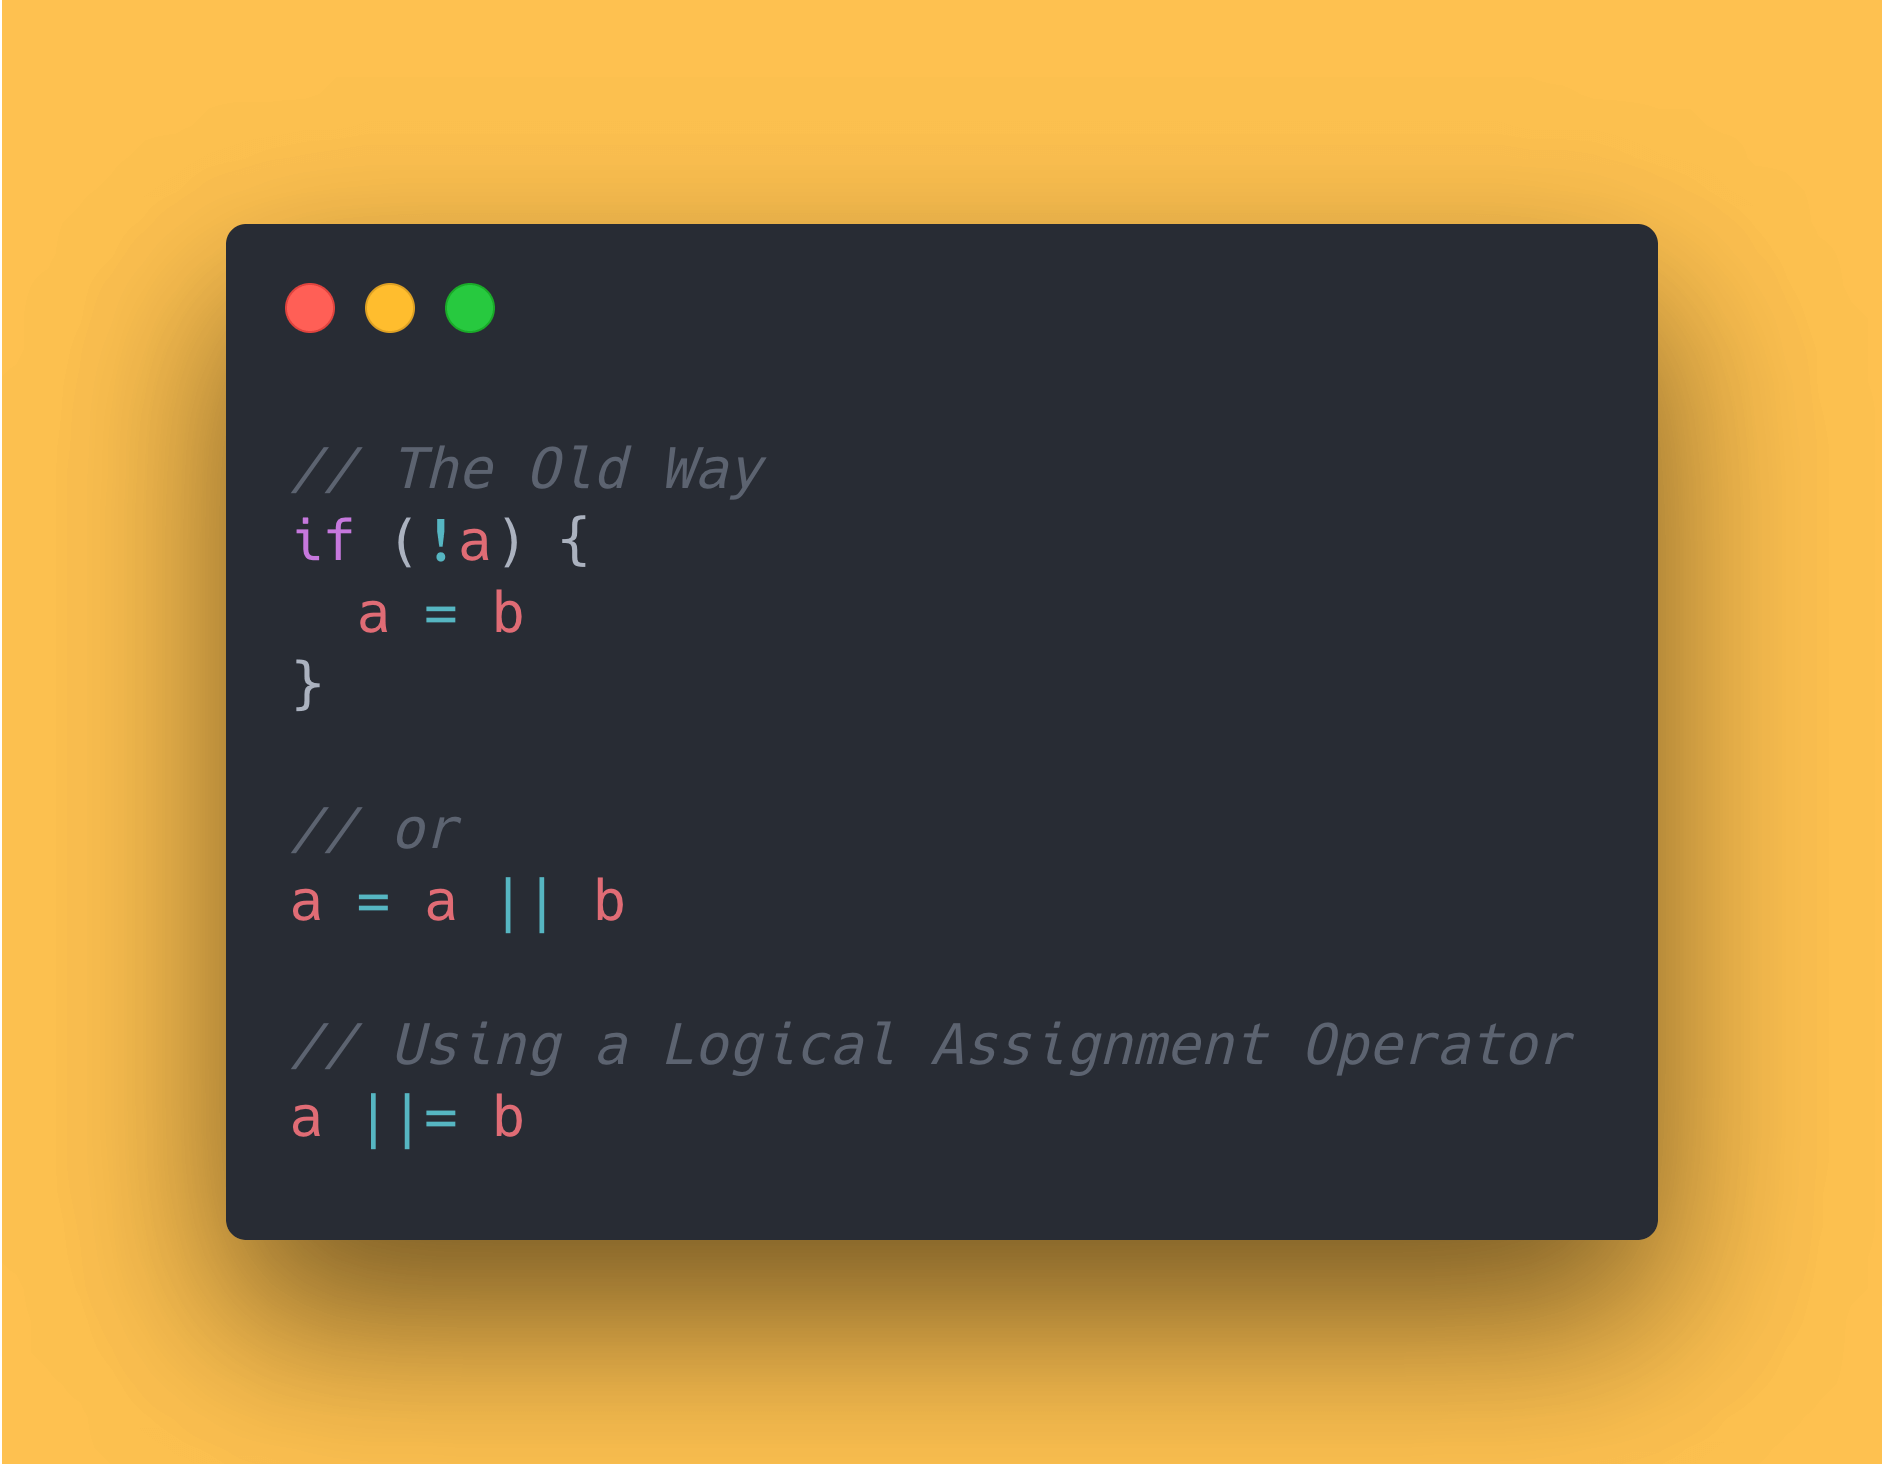 // The Old Way
if (!a) {
  a = b
}
// or
a = a || b
// Using a Logical Assignment Operator
a ||= b